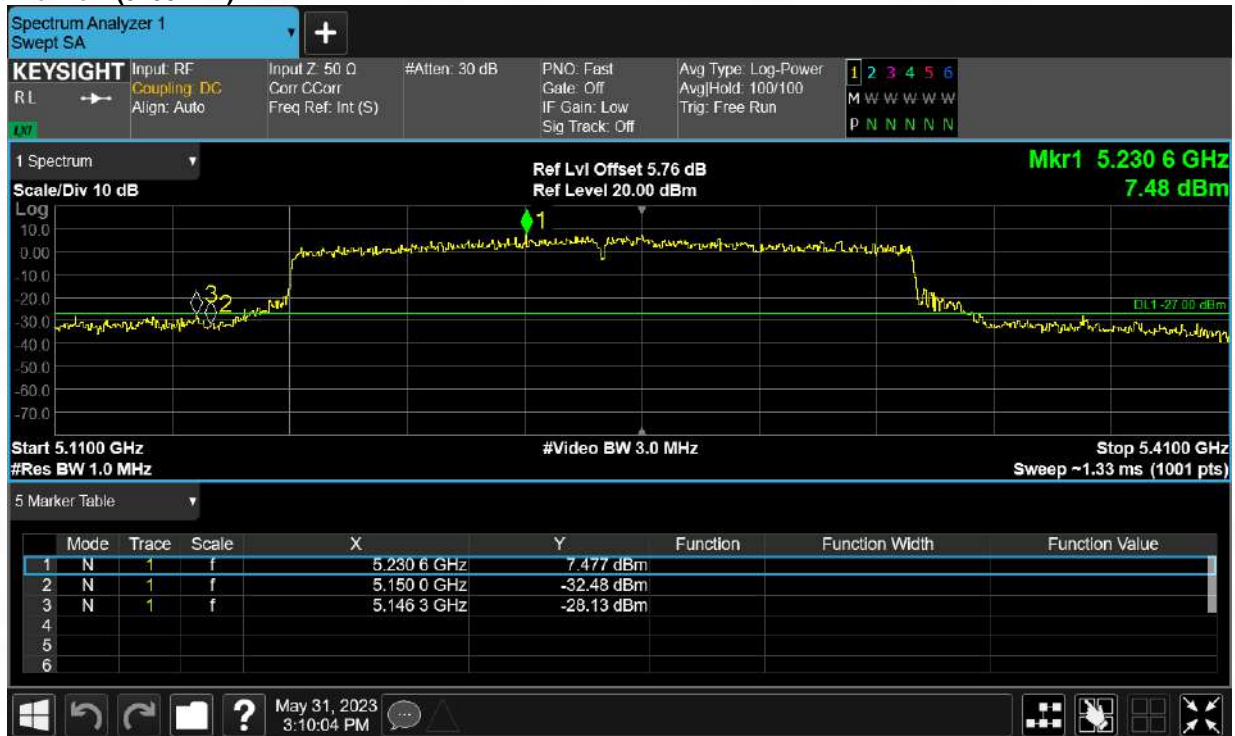 Spectrum Analyzer 1
Swept SA
+
KEYSIGHT
RL
LXI
Input: RF
Coupling: DC
Align: Auto
Input Z: 50 Ω
Corr CCorr
Freq Ref: Int (S)
#Atten: 30 dB
PNO: Fast
Gate: Off
IF Gain: Low
Sig Track: Off
Avg Type: Log-Power
Avg|Hold: 100/100
Trig: Free Run
1 2 3 4 5 6
M W W W W W
P N N N N N
1 Spectrum
Scale/Div 10 dB
Ref Lvl Offset 5.76 dB
Ref Level 20.00 dBm
Mkr1 5.230 6 GHz
7.48 dBm
Log
10.0
0.00
-10.0
-20.0
-30.0
-40.0
-50.0
-60.0
-70.0
1
3
2
DL1 -27.00 dBm
Start 5.1100 GHz
#Res BW 1.0 MHz
#Video BW 3.0 MHz
Stop 5.4100 GHz
Sweep ~1.33 ms (1001 pts)
5 Marker Table
Mode Trace Scale X Y Function Function Width Function Value
1 N 1 f 5.230 6 GHz 7.477 dBm
2 N 1 f 5.150 0 GHz -32.48 dBm
3 N 1 f 5.146 3 GHz -28.13 dBm
4
5
6
?
May 31, 2023
3:10:04 PM